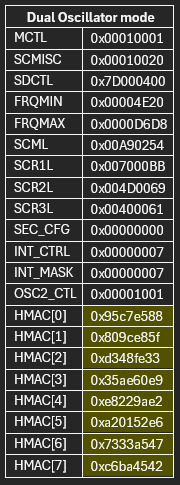 Dual Oscillator mode
MCTL 0x00010001
SCMISC 0x00010020
SDCTL 0x7D000400
FRQMIN 0x00004E20
FRQMAX 0x0000D6D8
SCML 0x00A90254
SCR1L 0x007000BB
SCR2L 0x004D0069
SCR3L 0x00400061
SEC_CFG 0x00000000
INT_CTRL 0x00000007
INT_MASK 0x00000007
OSC2_CTL 0x00001001
HMAC[0] 0x95c7e588
HMAC[1] 0x809ce85f
HMAC[2] 0xd348fe33
HMAC[3] 0x35ae60e9
HMAC[4] 0xe8229ae2
HMAC[5] 0xa20152e6
HMAC[6] 0x7333a547
HMAC[7] 0xc6ba4542